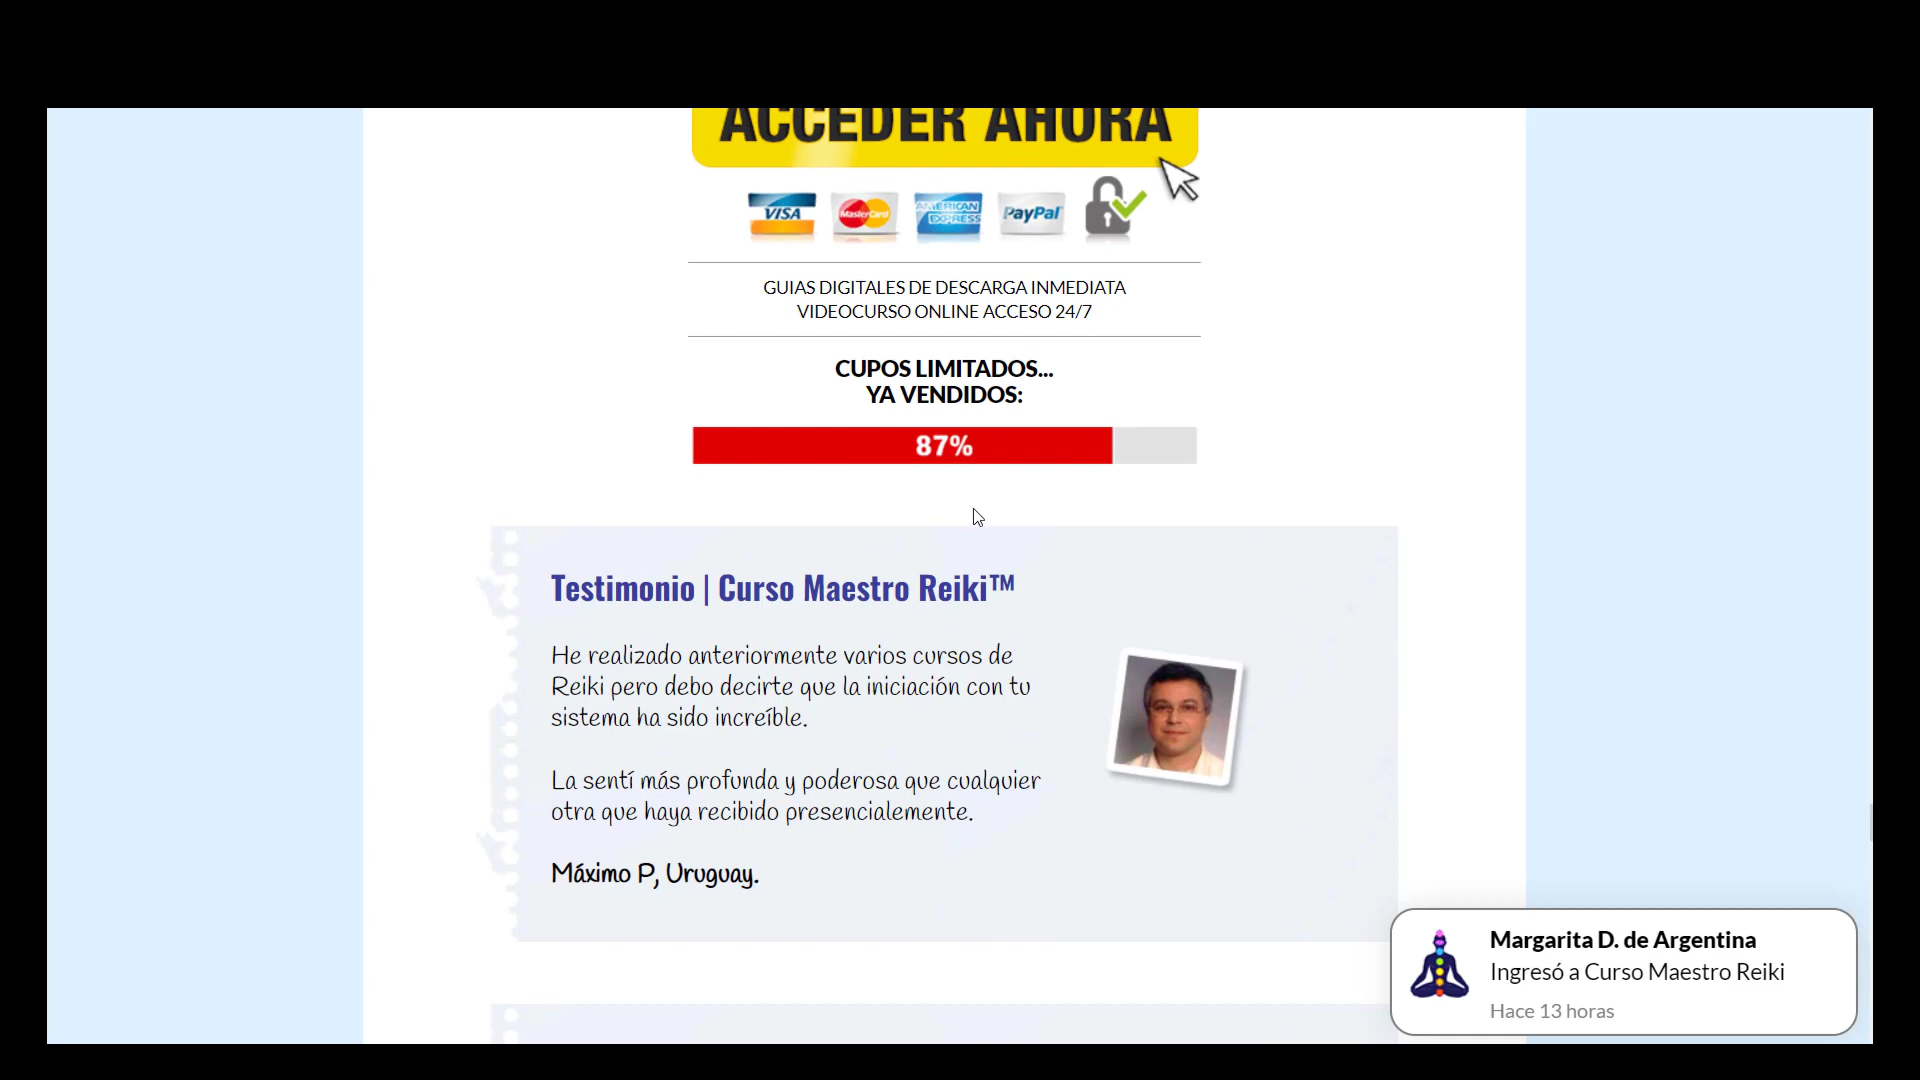 ACCEDER AHORA
VISA
MasterCard
AMERICAN
EXPRESS
PayPal
GUIAS DIGITALES DE DESCARGA INMEDIATA
VIDEOCURSO ONLINE ACCESO 24/7
CUPOS LIMITADOS...
YA VENDIDOS:
87%
Testimonio | Curso Maestro Reiki™
He realizado anteriormente varios cursos de
Reiki pero debo decirte que la iniciación con tu
sistema ha sido increíble.
La sentí más profunda y poderosa que cualquier
otra que haya recibido presencialemente.
Máximo P, Uruguay.
Margarita D. de Argentina
Ingresó a Curso Maestro Reiki
Hace 13 horas